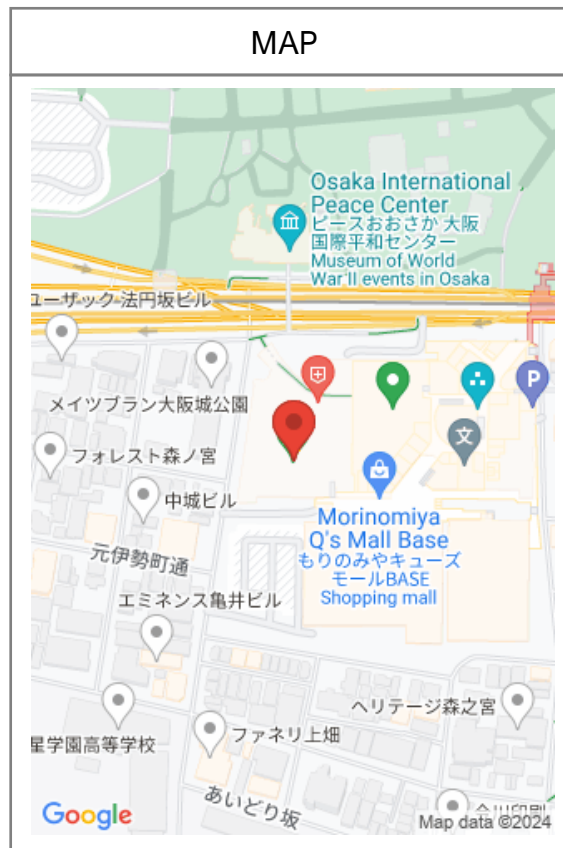 MAP
Osaka International
Peace Center
ピースおおさか 大阪
国際平和センター
Museum of World
War II events in Osaka
ユーザック 法円坂ビル
メイツブラン大阪城公園
P
文
フォレスト森ノ宮
中城ビル
Morinomiya
Q's Mall Base
もりのみやキューズ
モールBASE
Shopping mall
元伊勢町通
エミネンス亀井ビル
ヘリテージ森之宮
ファネリ上畑
星学園高等学校
あいどり坂
Google
Map data ©2024